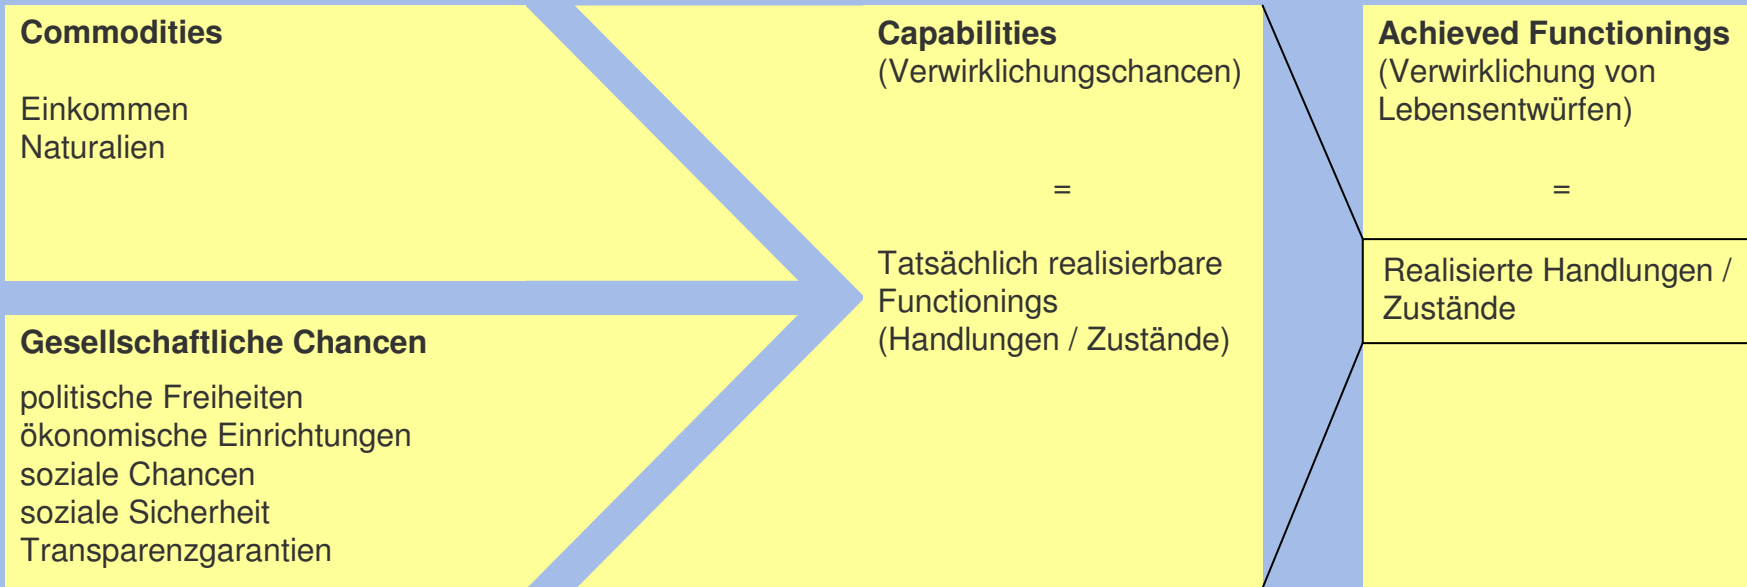 Commodities
Einkommen
Naturalien
Gesellschaftliche Chancen
politische Freiheiten
ökonomische Einrichtungen
soziale Chancen
soziale Sicherheit
Transparenzgarantien
Capabilities
(Verwirklichungschancen)
=
Tatsächlich realisierbare
Functionings
(Handlungen / Zustände)
Achieved Functionings
(Verwirklichung von
Lebensentwürfen)
=
Realisierte Handlungen /
Zustände